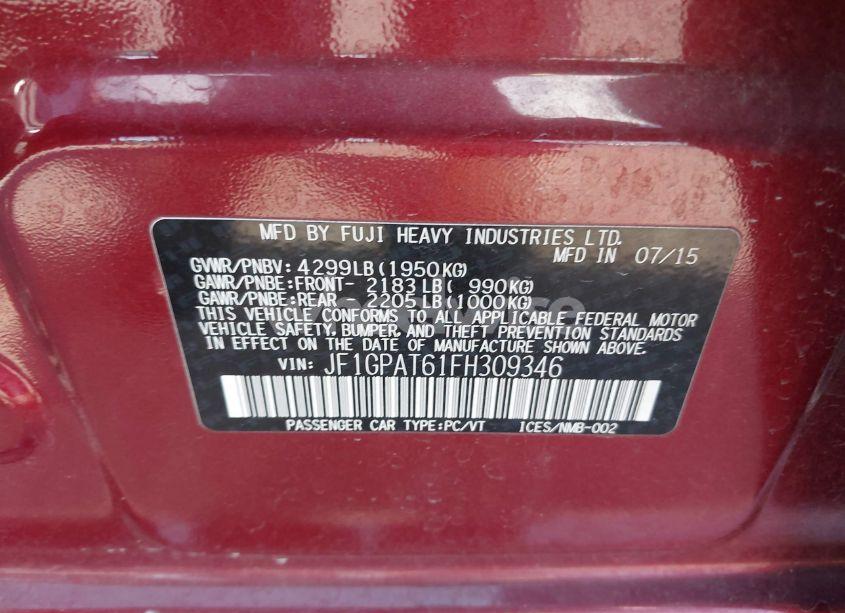 MFD BY FUJI HEAVY INDUSTRIES LTD.
MFD IN 07/15
GVWR/PNBV: 4299LB(1950KG)
GAWR/PNBE:FRONT- 2183LB( 990KG)
GAWR/PNBE:REAR 2205LB(1000KG)
THIS VEHICLE CONFORMS TO ALL APPLICABLE FEDERAL MOTOR
VEHICLE SAFETY, BUMPER, AND THEFT PREVENTION STANDARDS
IN EFFECT ON THE DATE OF MANUFACTURE SHOWN ABOVE.
VIN: JF1GPAT61FH309346
PASSENGER CAR TYPE:PC/VT ICES/NMB-002